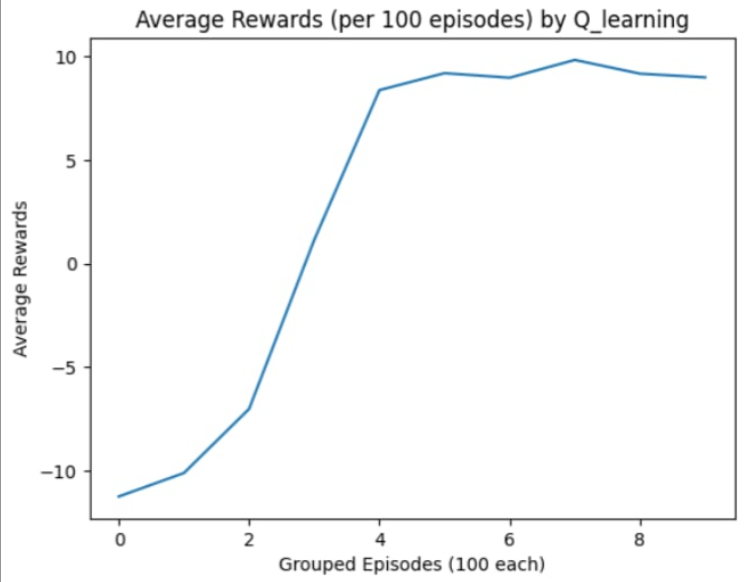 Average Rewards (per 100 episodes) by Q_learning
10
5
0
−5
−10
Average Rewards
0 2 4 6 8
Grouped Episodes (100 each)